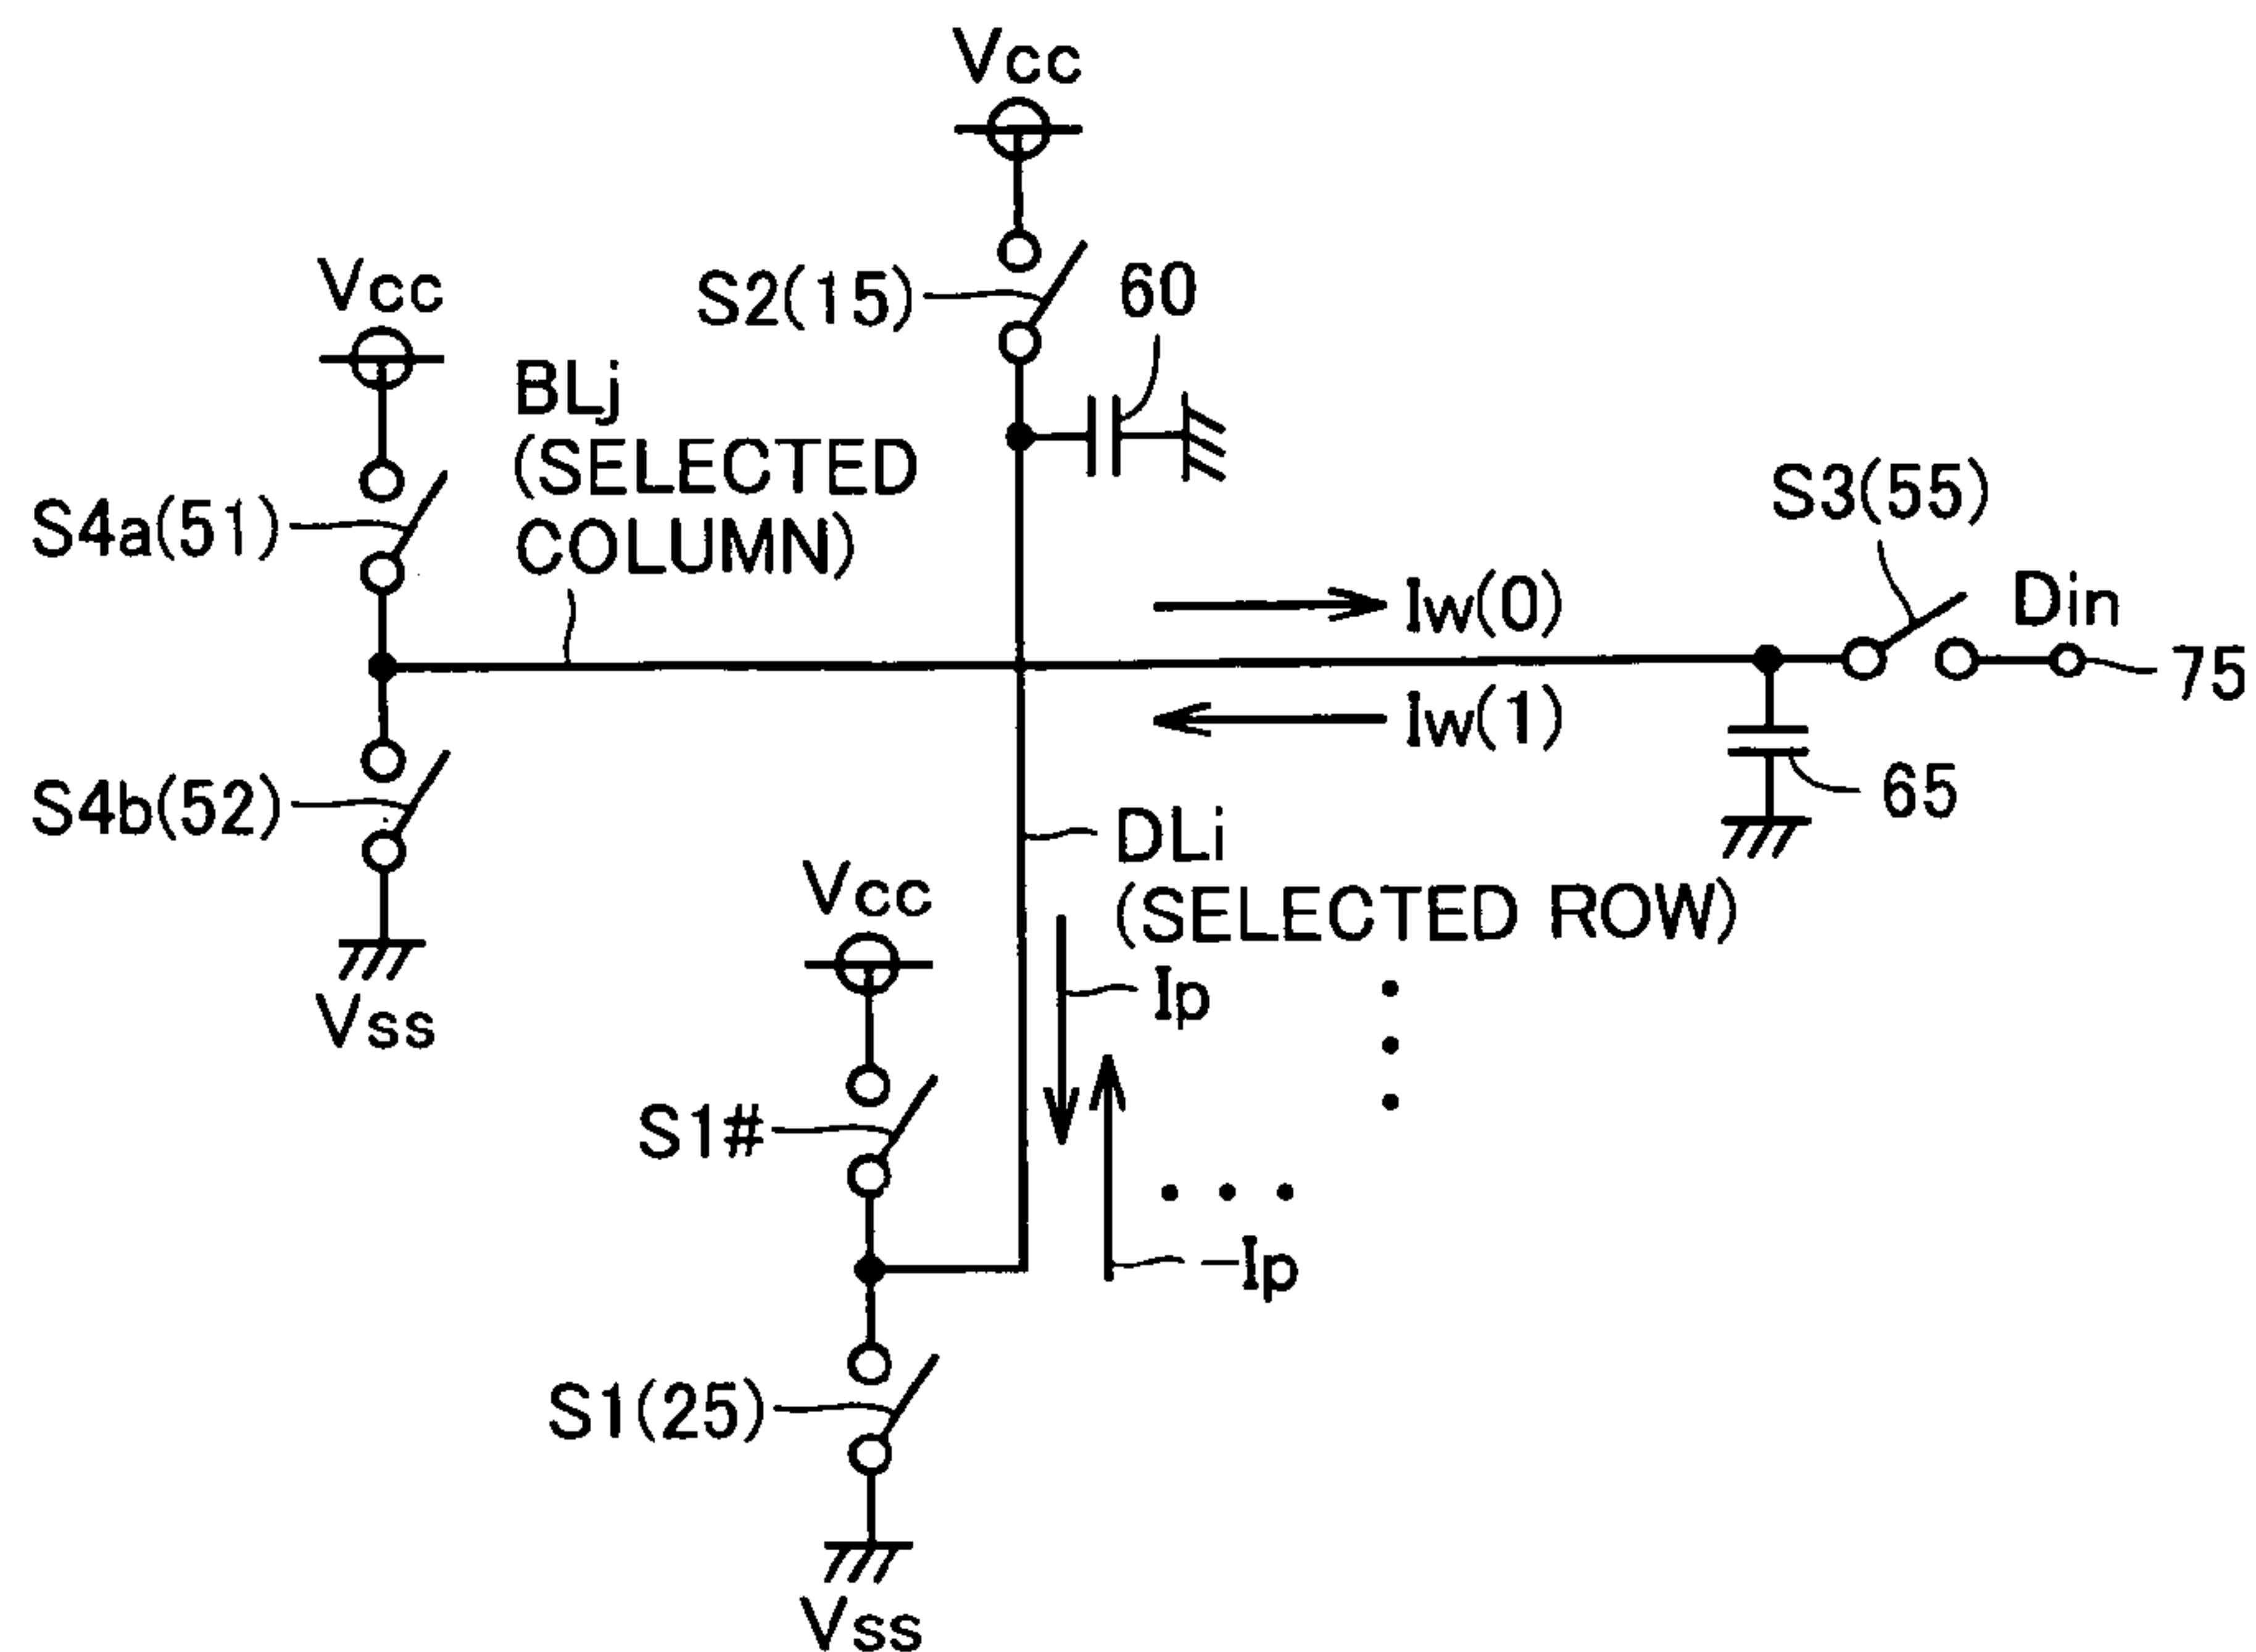 Vcc
S2(15)
60
Vcc
BLj
(SELECTED
COLUMN)
S4a(51)
S3(55)
Din
Iw(0)
75
Iw(1)
S4b(52)
65
DLi
(SELECTED ROW)
Vcc
Ip
Vss
S1#
−Ip
S1(25)
Vss